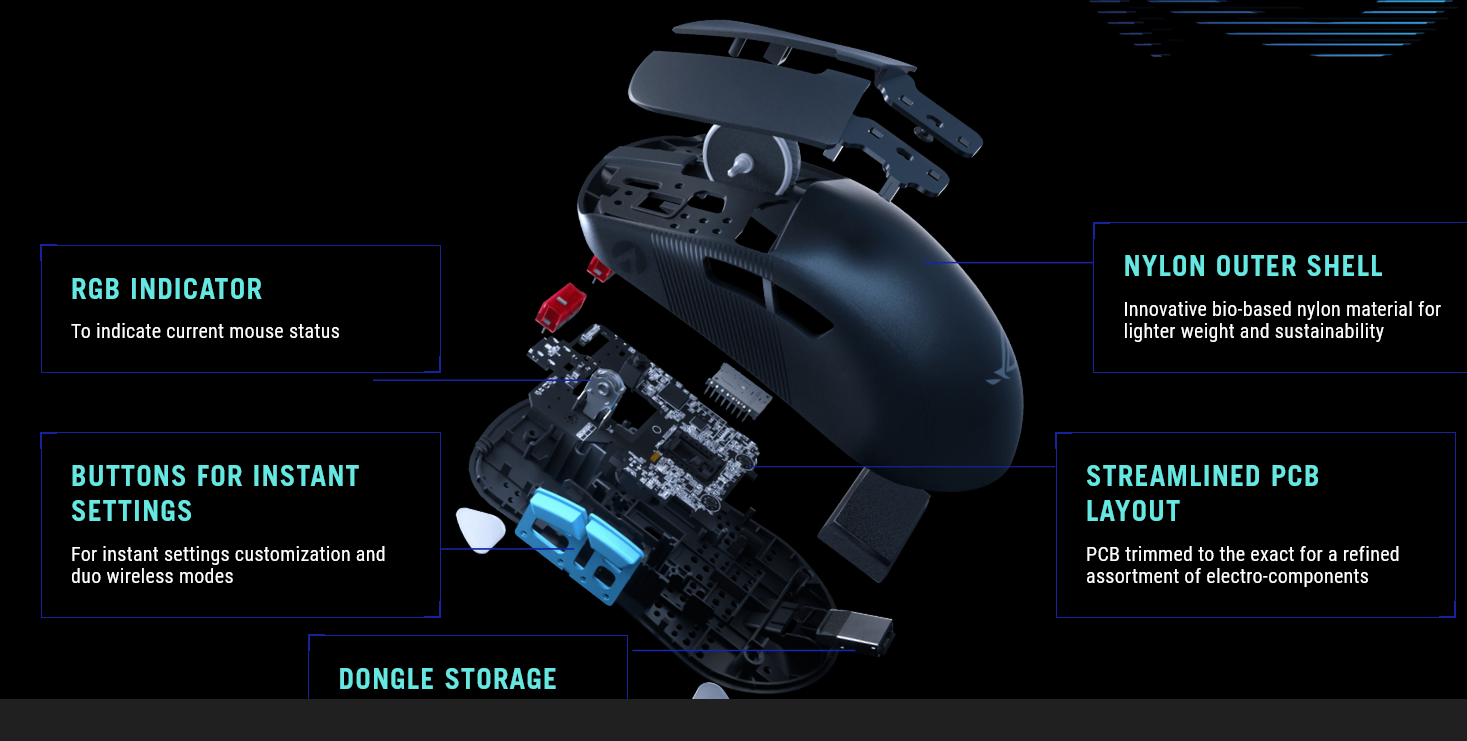 RGB INDICATOR
To indicate current mouse status
NYLON OUTER SHELL
Innovative bio-based nylon material for
lighter weight and sustainability
BUTTONS FOR INSTANT
SETTINGS
For instant settings customization and
duo wireless modes
STREAMLINED PCB
LAYOUT
PCB trimmed to the exact for a refined
assortment of electro-components
DONGLE STORAGE